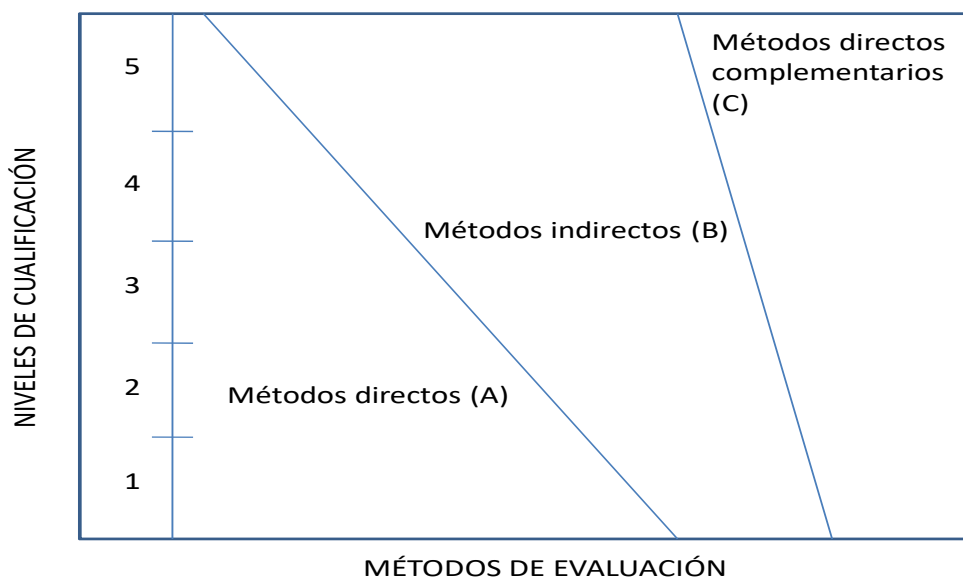 NIVELES DE CUALIFICACIÓN
5
4
3
2
1
Métodos directos
complementarios
(C)
Métodos indirectos (B)
Métodos directos (A)
MÉTODOS DE EVALUACIÓN